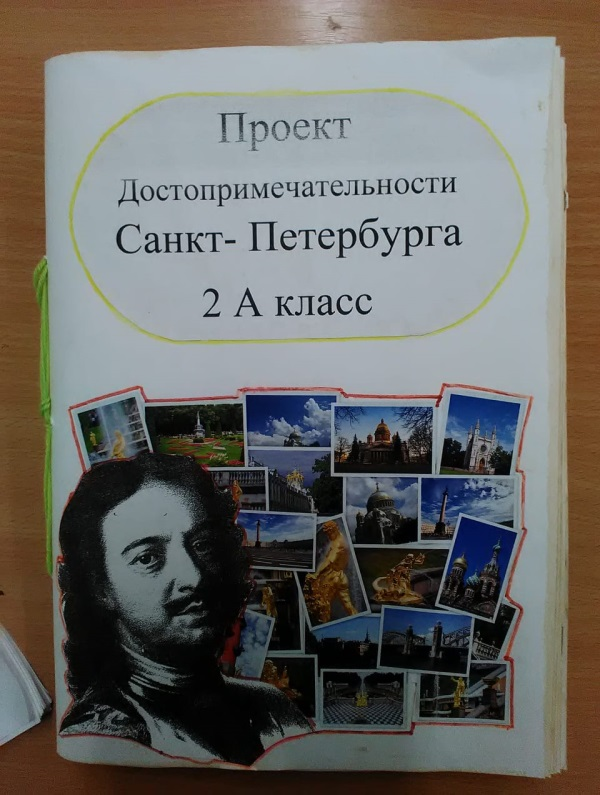 Проект
Достопримечательности
Санкт- Петербурга
2 А класс